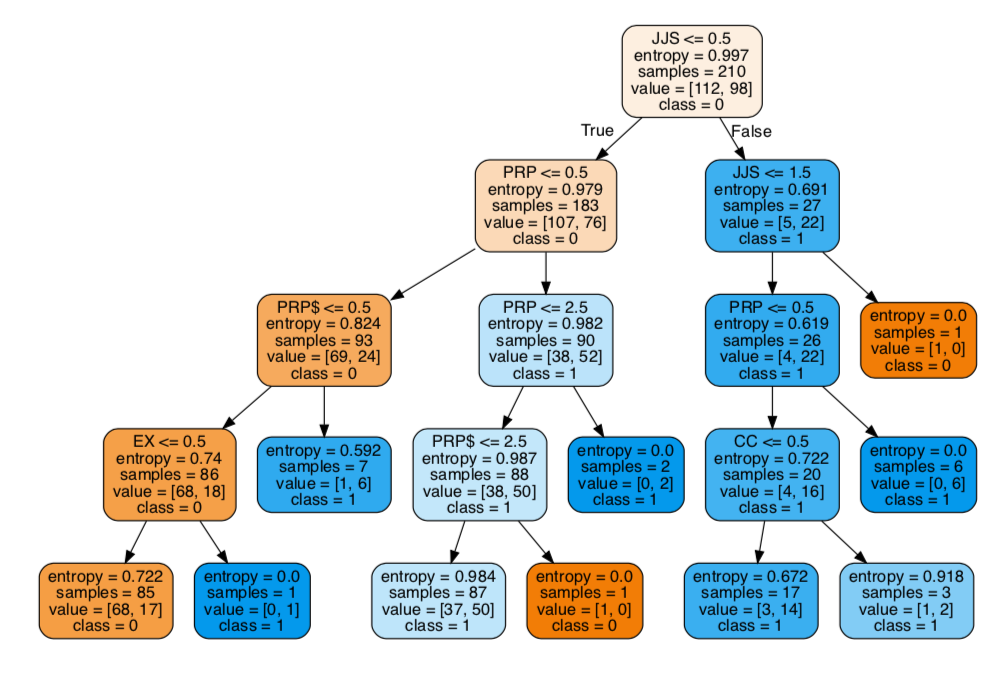 JJS <= 0.5
entropy = 0.997
samples = 210
value = [112, 98]
class = 0
True
False
PRP <= 0.5
entropy = 0.979
samples = 183
value = [107, 76]
class = 0
JJS <= 1.5
entropy = 0.691
samples = 27
value = [5, 22]
class = 1
PRP$ <= 0.5
entropy = 0.824
samples = 93
value = [69, 24]
class = 0
PRP <= 2.5
entropy = 0.982
samples = 90
value = [38, 52]
class = 1
PRP <= 0.5
entropy = 0.619
samples = 26
value = [4, 22]
class = 1
entropy = 0.0
samples = 1
value = [1, 0]
class = 0
EX <= 0.5
entropy = 0.74
samples = 86
value = [68, 18]
class = 0
entropy = 0.592
samples = 7
value = [1, 6]
class = 1
PRP$ <= 2.5
entropy = 0.987
samples = 88
value = [38, 50]
class = 1
entropy = 0.0
samples = 2
value = [0, 2]
class = 1
CC <= 0.5
entropy = 0.722
samples = 20
value = [4, 16]
class = 1
entropy = 0.0
samples = 6
value = [0, 6]
class = 1
entropy = 0.722
samples = 85
value = [68, 17]
class = 0
entropy = 0.0
samples = 1
value = [0, 1]
class = 1
entropy = 0.984
samples = 87
value = [37, 50]
class = 1
entropy = 0.0
samples = 1
value = [1, 0]
class = 0
entropy = 0.672
samples = 17
value = [3, 14]
class = 1
entropy = 0.918
samples = 3
value = [1, 2]
class = 1